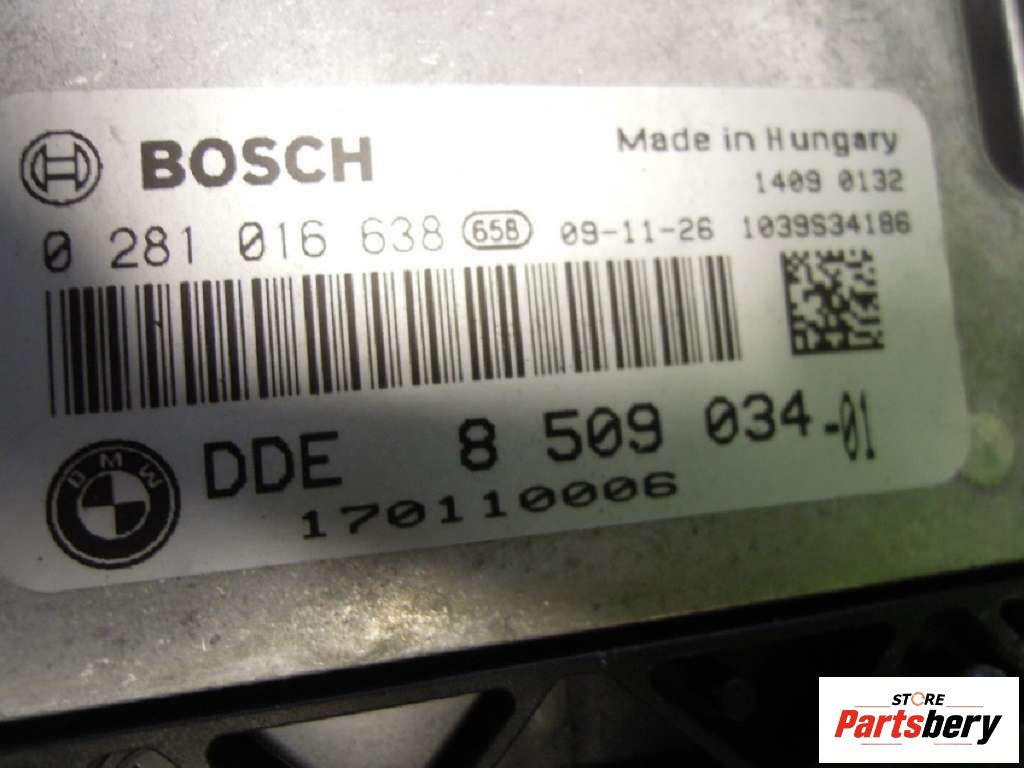 BOSCH
Made in Hungary
1409 0132
0 281 016 638 658 09-11-26 1039S34186
BMW
DDE 8 509 034-01
170110006
STORE
Partsbery